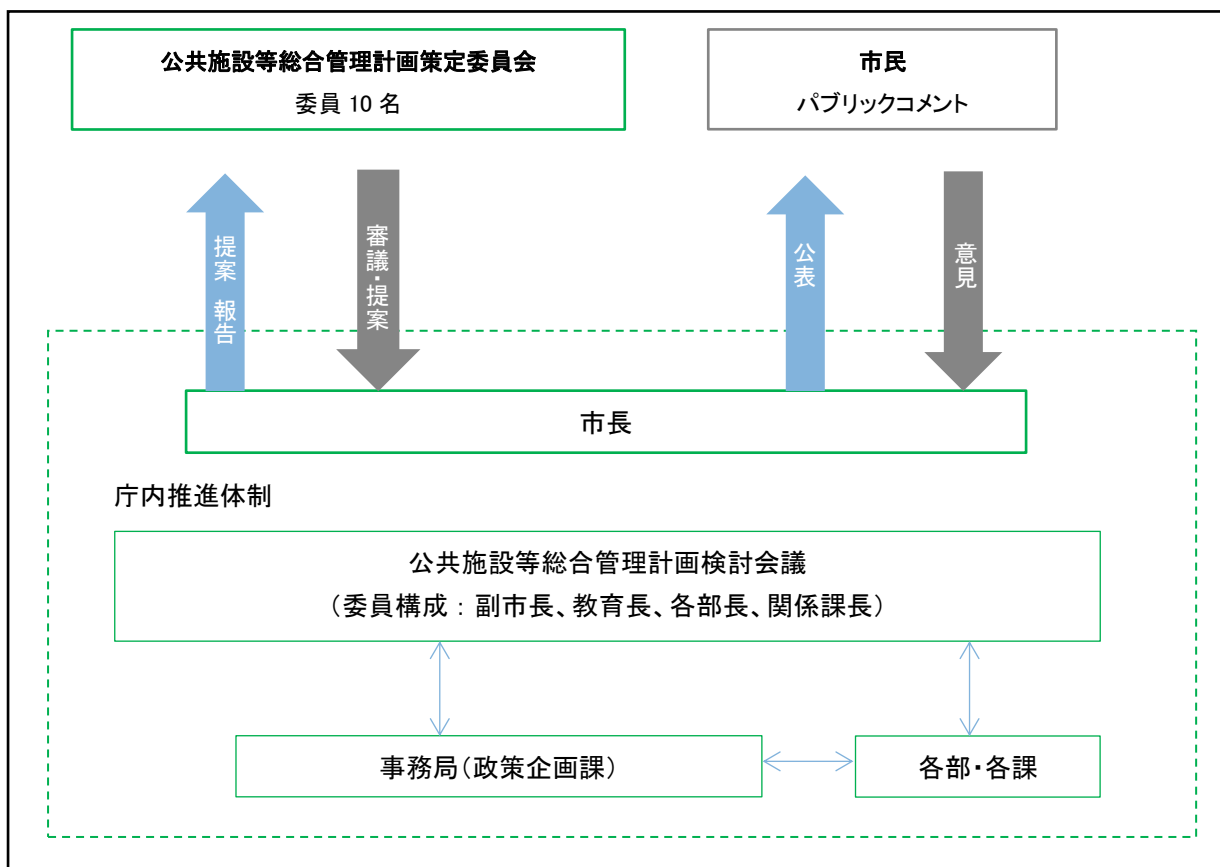 公共施設等総合管理計画策定委員会
委員 10 名
市民
パブリックコメント
提案 報告
審議・提案
公表
意見
市長
庁内推進体制
公共施設等総合管理計画検討会議
（委員構成：副市長、教育長、各部長、関係課長）
事務局（政策企画課）
各部・各課